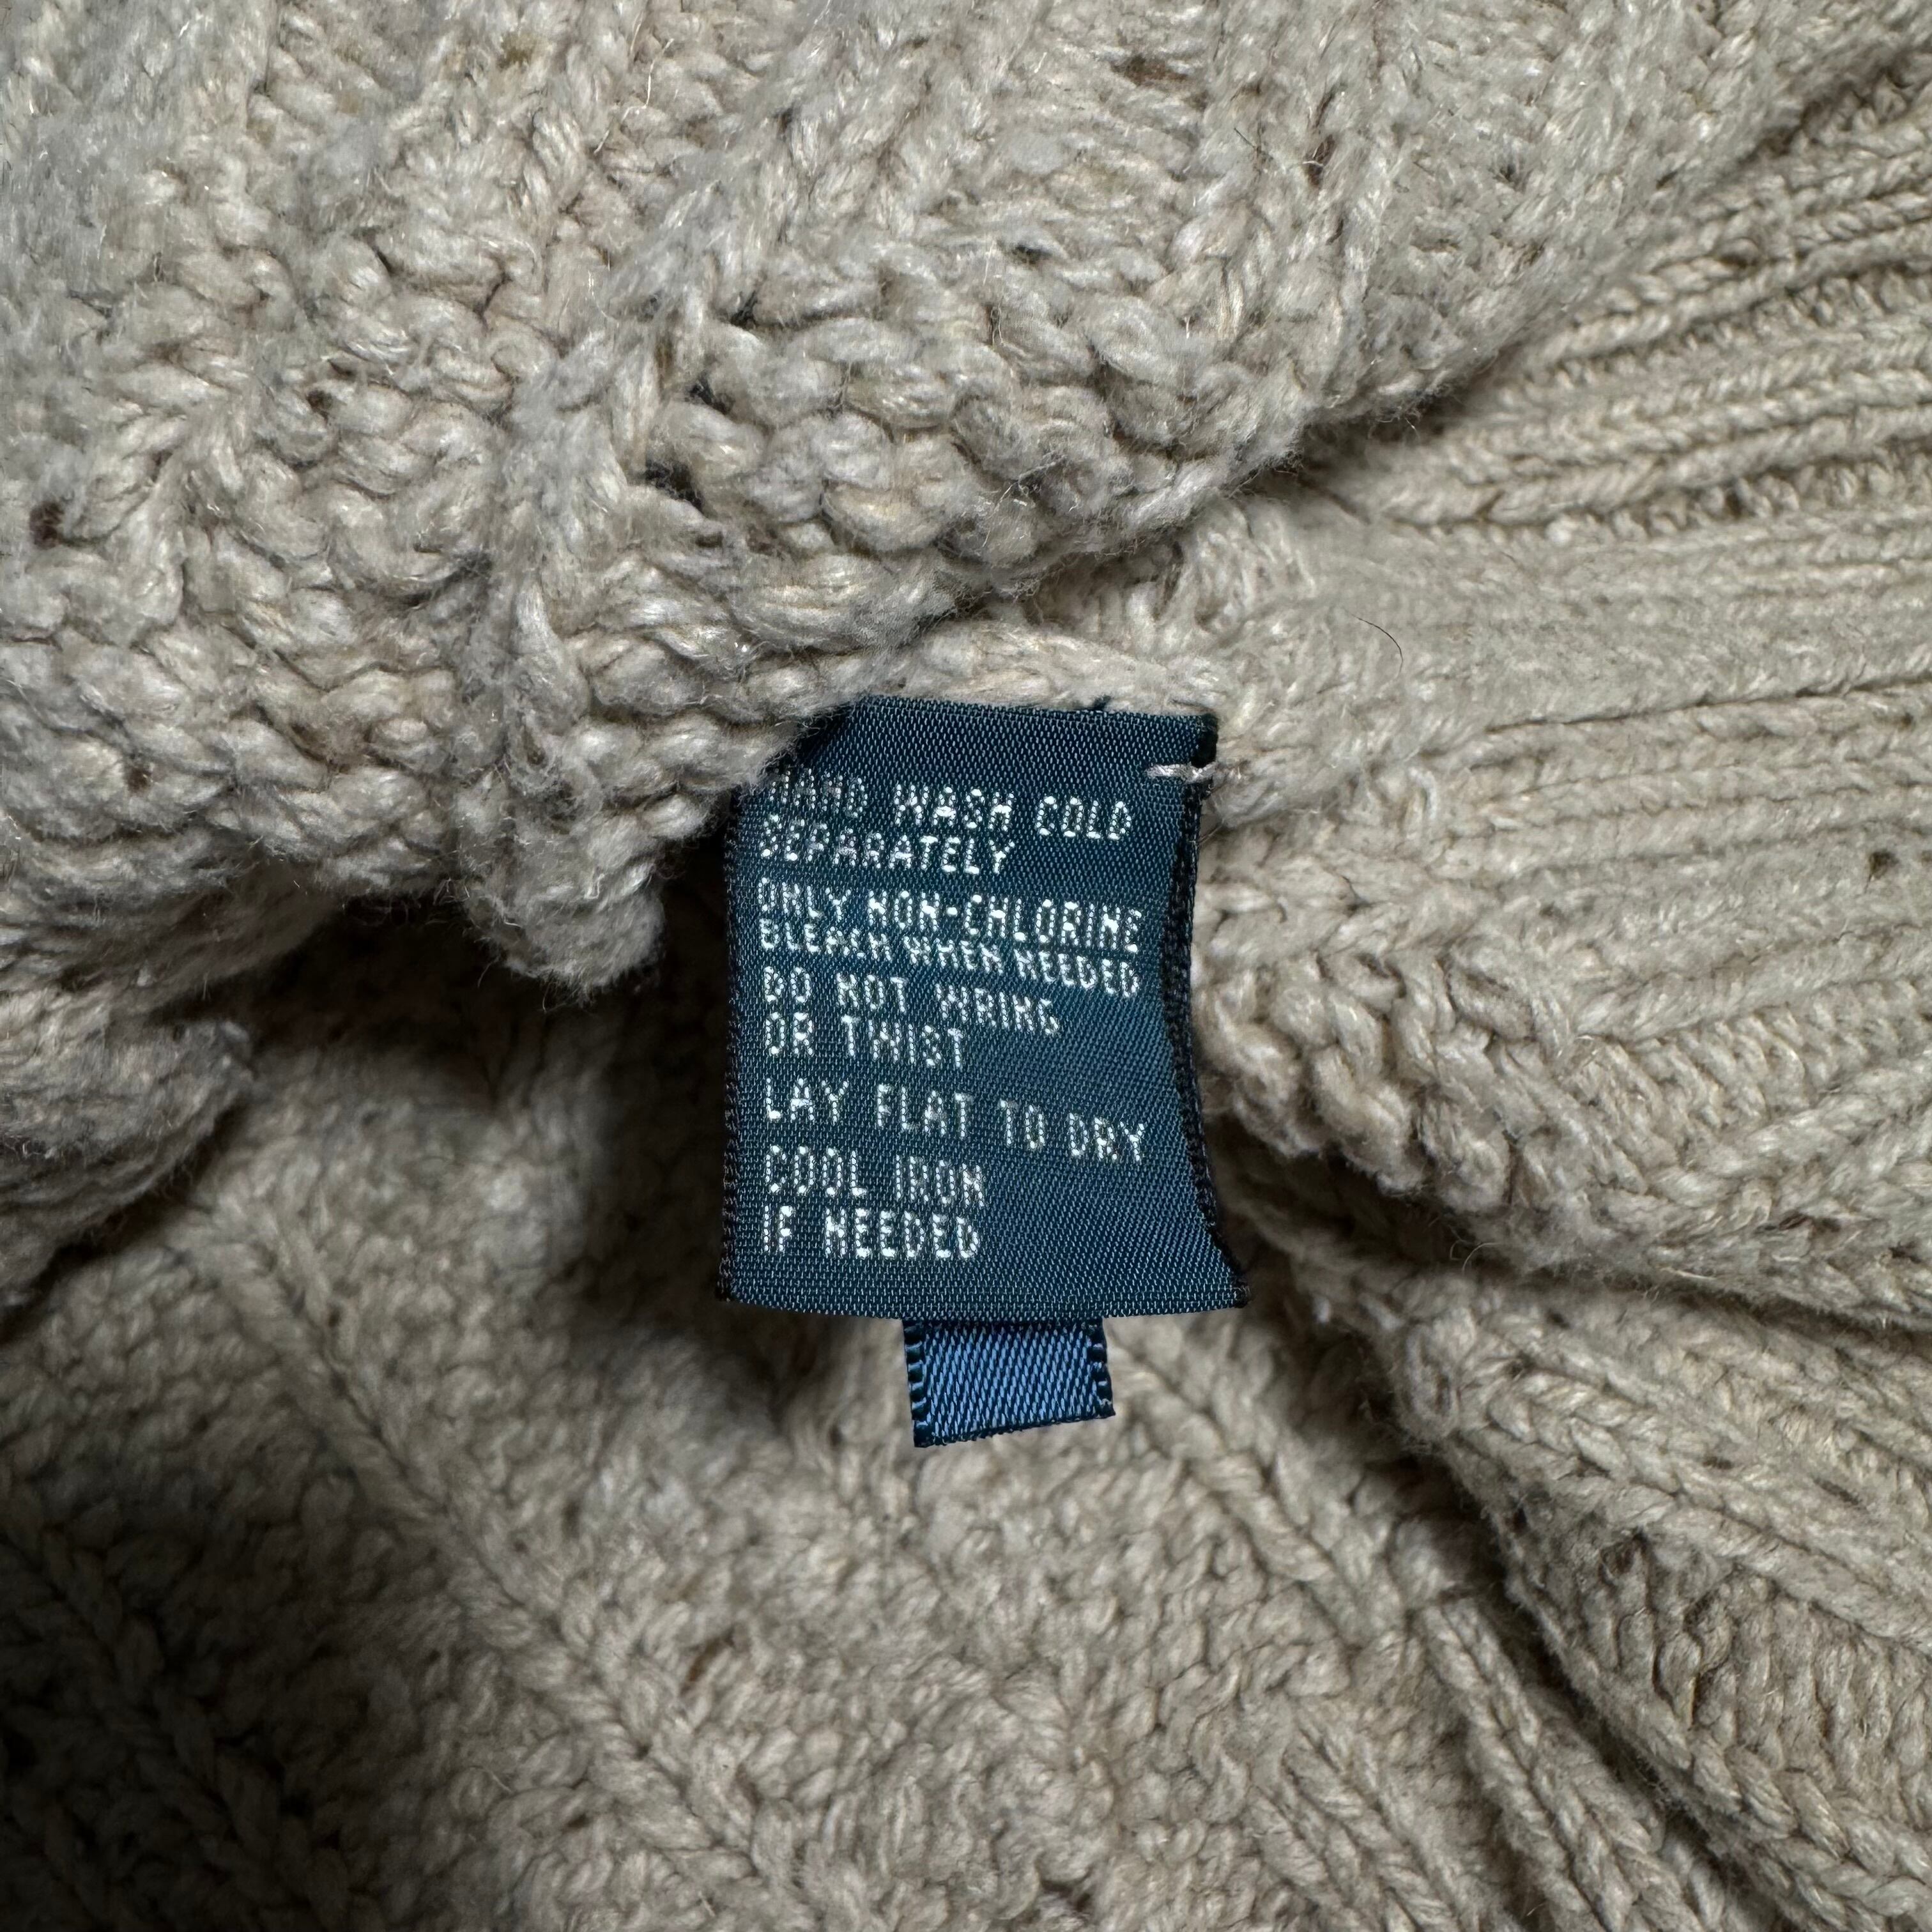 HAND WASH COLD
SEPARATELY
ONLY NON-CHLORINE
BLEACH WHEN NEEDED
DO NOT WRING
OR TWIST
LAY FLAT TO DRY
COOL IRON
IF NEEDED